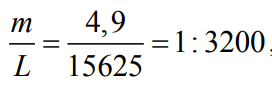 m/L = 4,9/15625 = 1 : 3200,